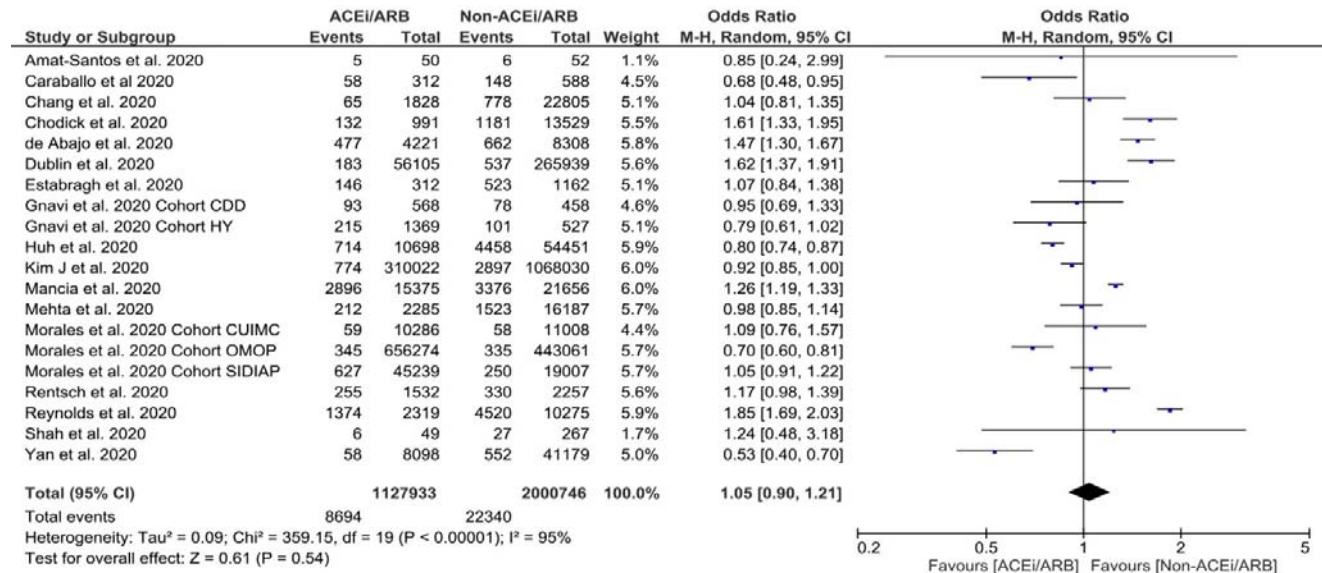 ACEi/ARB Non-ACEi/ARB Odds Ratio Odds Ratio
Study or Subgroup Events Total Events Total Weight M-H, Random, 95% CI M-H, Random, 95% CI
Amat-Santos et al. 2020 5 50 6 52 1.1% 0.85 [0.24, 2.99]
Caraballo et al 2020 58 312 148 588 4.5% 0.68 [0.48, 0.95]
Chang et al. 2020 65 1828 778 22805 5.1% 1.04 [0.81, 1.35]
Chodick et al. 2020 132 991 1181 13529 5.5% 1.61 [1.33, 1.95]
de Abajo et al. 2020 477 4221 662 8308 5.8% 1.47 [1.30, 1.67]
Dublin et al. 2020 183 56105 537 265939 5.6% 1.62 [1.37, 1.91]
Estabragh et al. 2020 146 312 523 1162 5.1% 1.07 [0.84, 1.38]
Gnavi et al. 2020 Cohort CDD 93 568 78 458 4.6% 0.95 [0.69, 1.33]
Gnavi et al. 2020 Cohort HY 215 1369 101 527 5.1% 0.79 [0.61, 1.02]
Huh et al. 2020 714 10698 4458 54451 6.0% 0.80 [0.74, 0.87]
Kim J et al. 2020 774 310022 2897 1068030 6.0% 0.92 [0.85, 1.00]
Mancia et al. 2020 2896 15375 3376 21656 6.0% 1.26 [1.19, 1.33]
Mehta et al. 2020 212 2285 1523 16187 5.7% 0.98 [0.85, 1.14]
Morales et al. 2020 Cohort CUIMC 59 10286 58 11008 4.4% 1.09 [0.76, 1.57]
Morales et al. 2020 Cohort OMOP 345 656274 335 443061 5.7% 0.70 [0.60, 0.81]
Morales et al. 2020 Cohort SIDIAP 627 45239 250 19007 5.7% 1.05 [0.91, 1.22]
Rentsch et al. 2020 255 1532 330 2257 5.6% 1.17 [0.98, 1.39]
Reynolds et al. 2020 1374 2319 4520 10275 5.9% 1.85 [1.69, 2.03]
Shah et al. 2020 6 49 27 267 1.7% 1.24 [0.48, 3.18]
Yan et al. 2020 58 8098 552 41179 5.0% 0.53 [0.40, 0.70]
Total (95% CI) 1127933 2000746 100.0% 1.05 [0.90, 1.21]
Total events 8694 22340
Heterogeneity: Tau² = 0.09; Chi² = 359.15, df = 19 (P < 0.00001); I² = 95%
Test for overall effect: Z = 0.61 (P = 0.54)
0.2 0.5 1 2 5
Favours [ACEi/ARB] Favours [Non-ACEi/ARB]